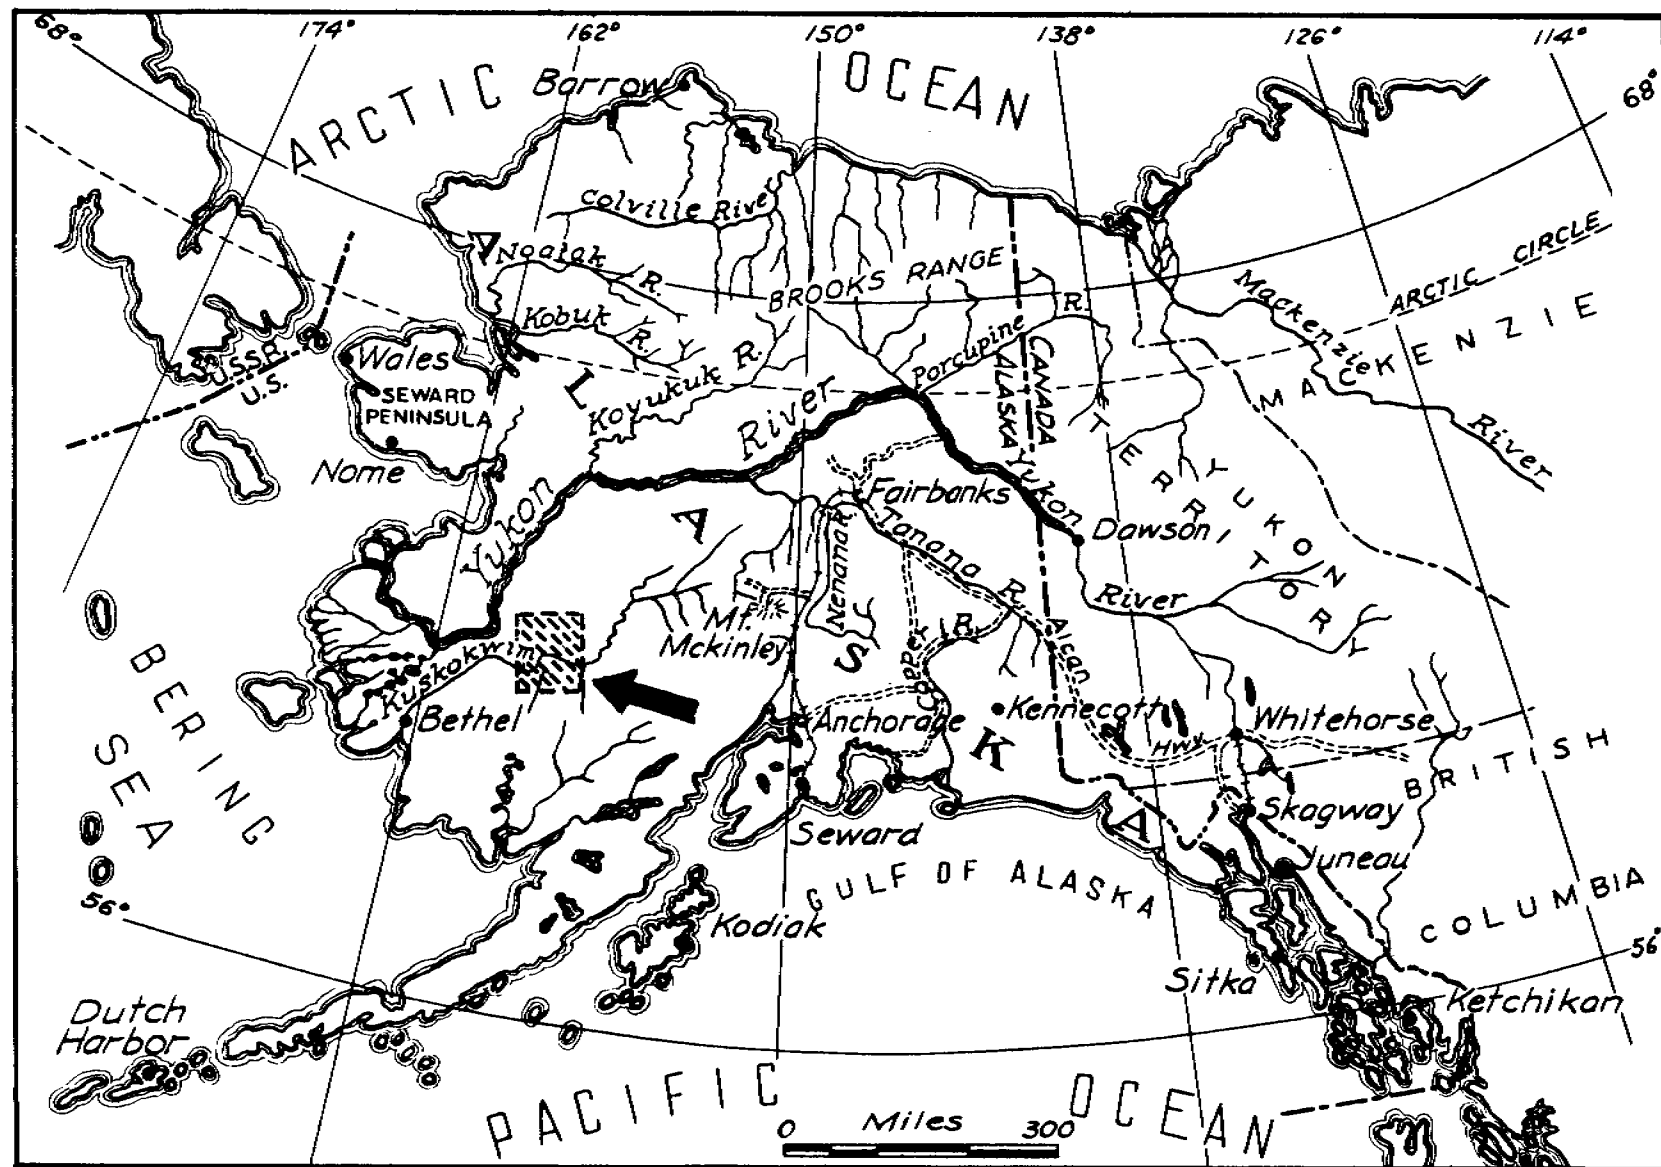 68°
174°
162°
150°
138°
126°
114°
68°
ARCTIC OCEAN
Barrow
Colville River
Noatak R.
BROOKS RANGE
Kobuk R.
Koyukuk R.
Porcupine R.
Mackenzie River
ARCTIC CIRCLE
MACKENZIE
U.S.S.R.
U.S.
Wales
SEWARD
PENINSULA
Nome
CANADA
ALASKA
Yukon River
Yukon River
YUKON
TERRITORY
Fairbanks
Dawson
Tanana R.
Nenana R.
Mt.
Mckinley
Copper R.
Alcan Hwy
Kuskokwim
Bethel
Anchorage
Kennecott
Whitehorse
BERING
SEA
Seward
Skagway
Juneau
BRITISH
COLUMBIA
GULF OF ALASKA
ALASKA
56°
Kodiak
Sitka
Ketchikan
56°
Dutch
Harbor
PACIFIC OCEAN
0 Miles 300